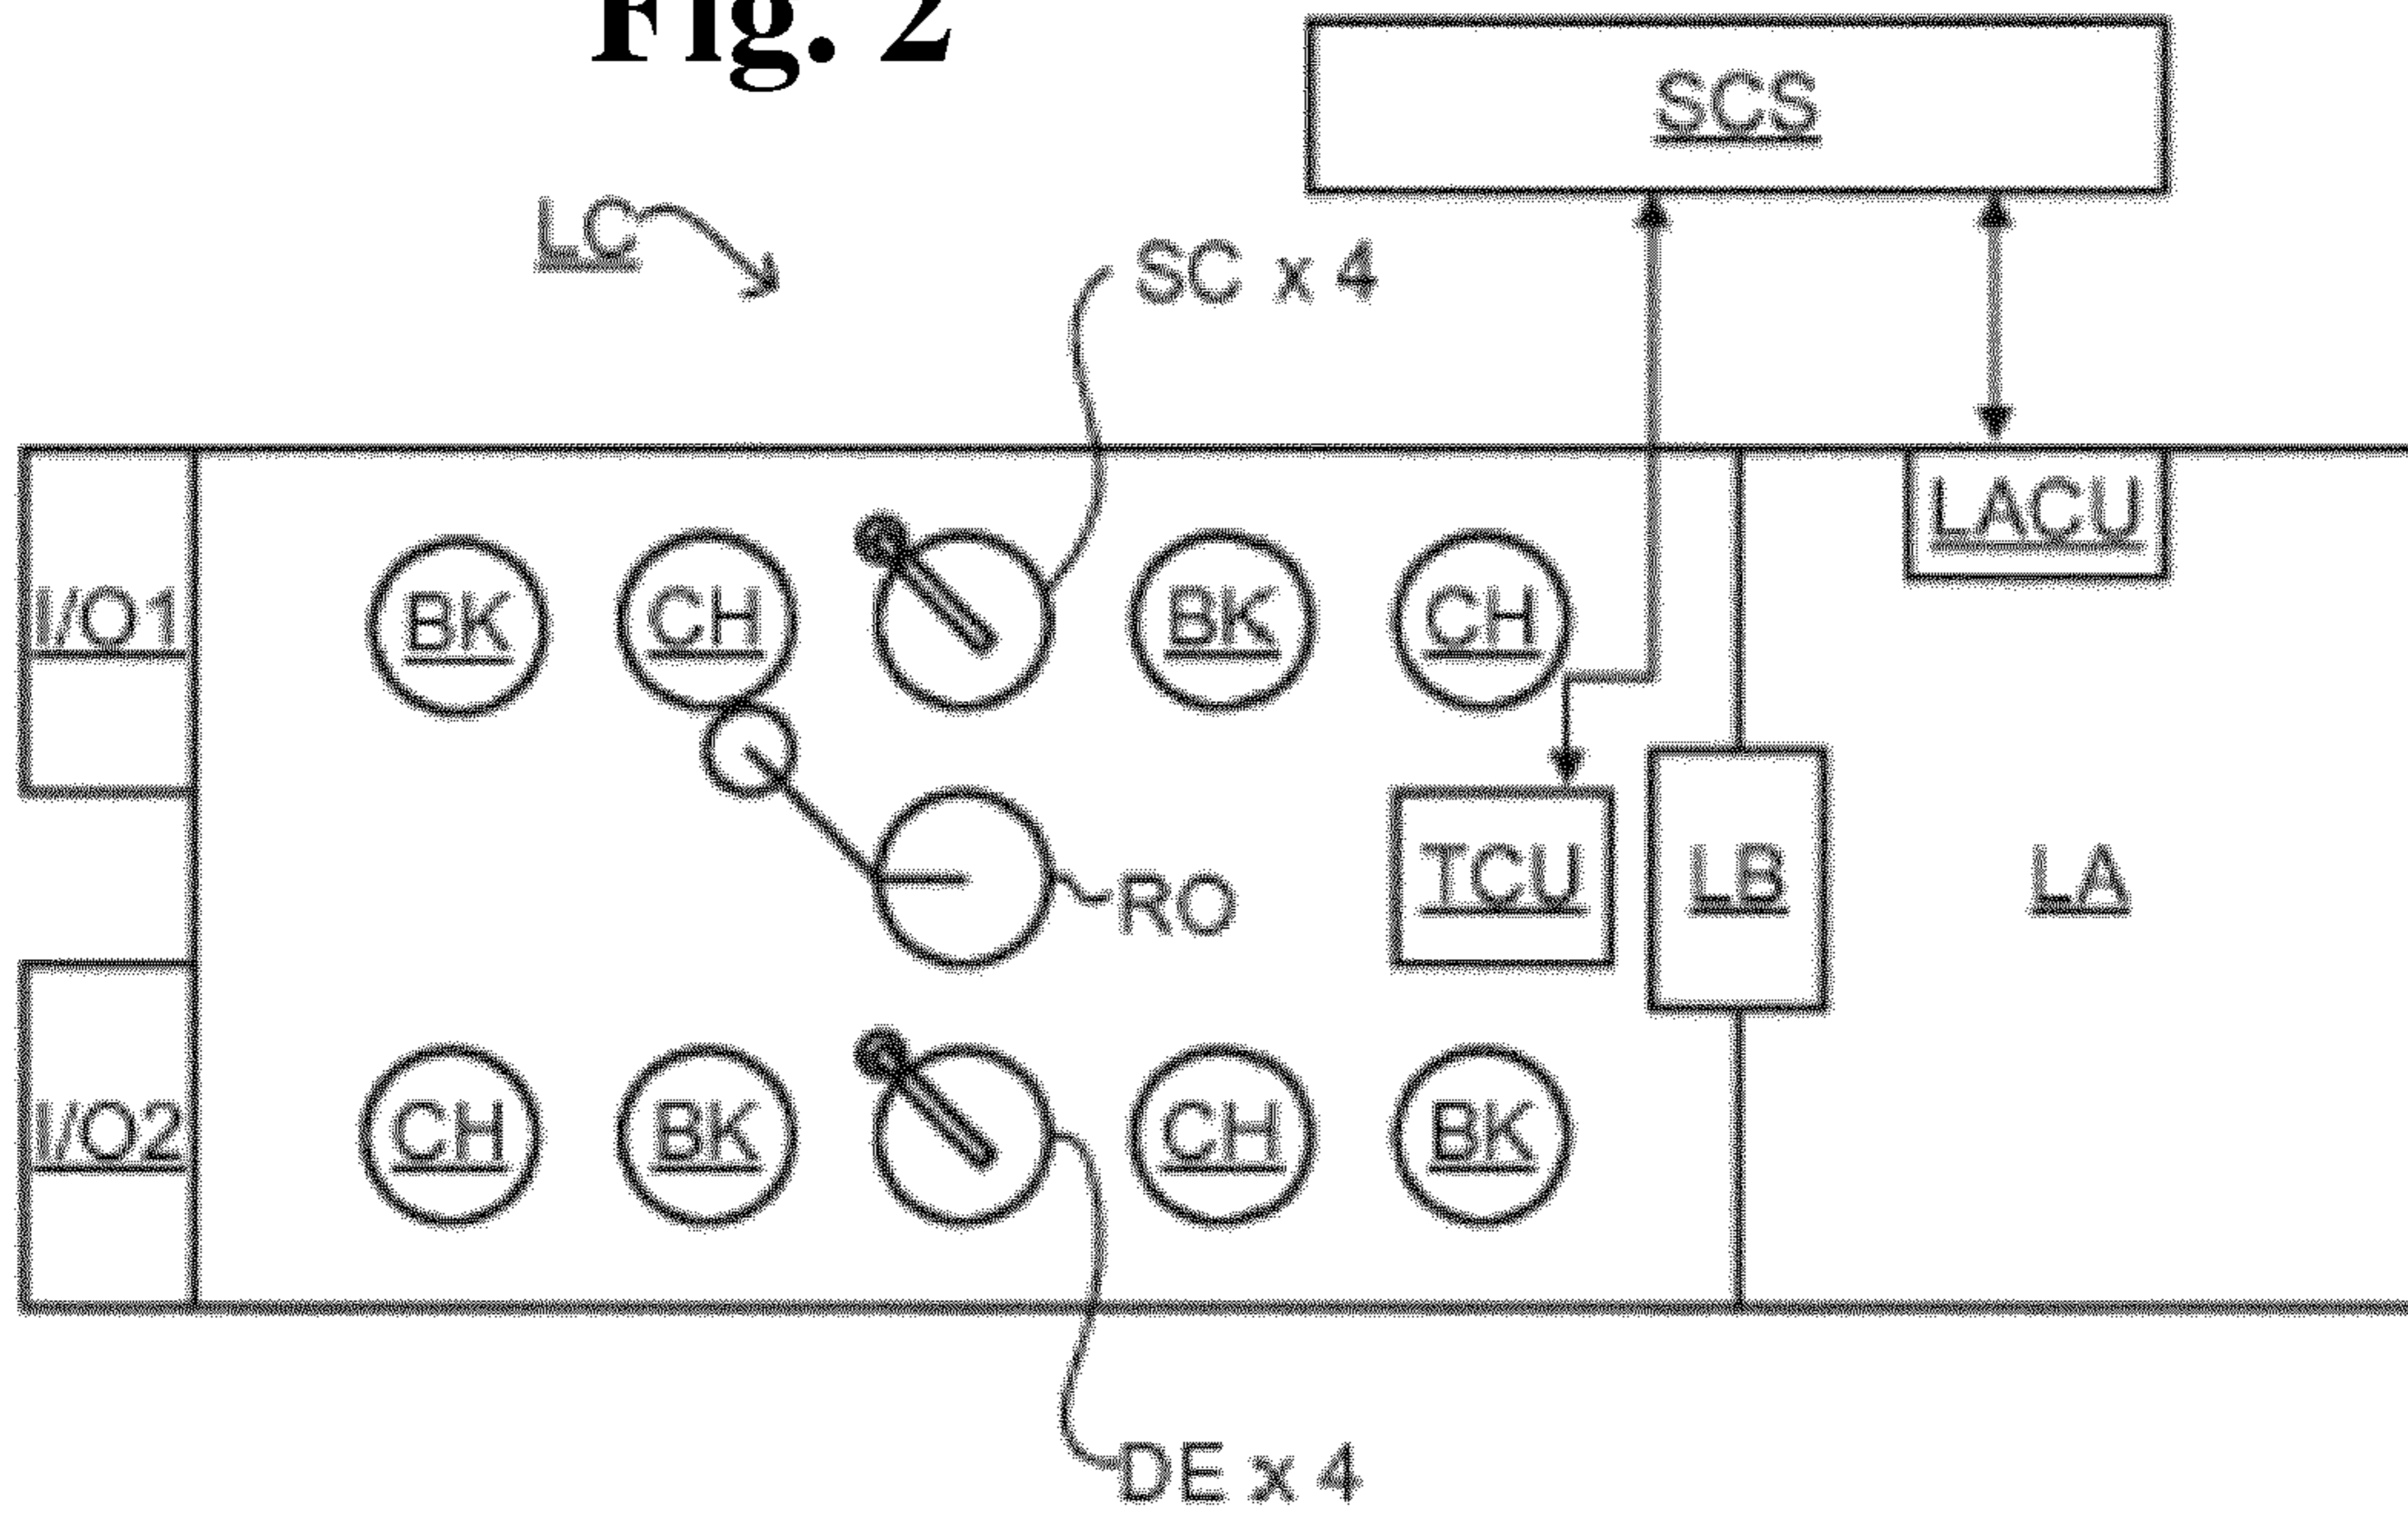 Fig. 2
SCS
LC
SC x 4
LACU
I/O1
BK
CH
BK
CH
RO
TCU
LB
LA
I/O2
CH
BK
CH
BK
DE x 4